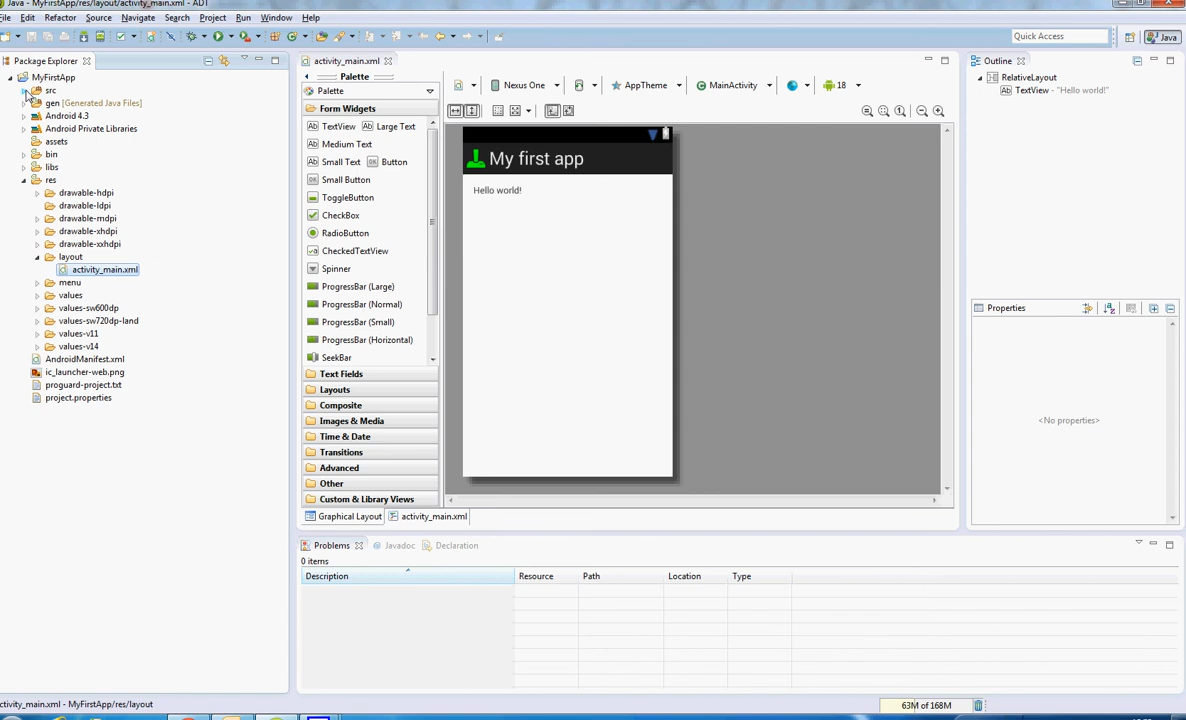 Java - MyFirstApp/res/layout/activity_main.xml - ADT
File Edit Refactor Source Navigate Search Project Run Window Help
Quick Access
Java
Package Explorer
MyFirstApp
src
gen [Generated Java Files]
Android 4.3
Android Private Libraries
assets
bin
libs
res
drawable-hdpi
drawable-ldpi
drawable-mdpi
drawable-xhdpi
drawable-xxhdpi
layout
activity_main.xml
menu
values
values-sw600dp
values-sw720dp-land
values-v11
values-v14
AndroidManifest.xml
ic_launcher-web.png
proguard-project.txt
project.properties
activity_main.xml
Palette
Palette
Form Widgets
Ab TextView Ab Large Text
Ab Medium Text
Ab Small Text OK Button
OK Small Button
ToggleButton
CheckBox
RadioButton
CheckedTextView
Spinner
ProgressBar (Large)
ProgressBar (Normal)
ProgressBar (Small)
ProgressBar (Horizontal)
SeekBar
Text Fields
Layouts
Composite
Images & Media
Time & Date
Transitions
Advanced
Other
Custom & Library Views
Nexus One AppTheme MainActivity 18
My first app
Hello world!
Graphical Layout activity_main.xml
Outline
RelativeLayout
Ab TextView - "Hello world!"
Properties
<No properties>
Problems @ Javadoc Declaration
0 items
Description Resource Path Location Type
activity_main.xml - MyFirstApp/res/layout
63M of 168M